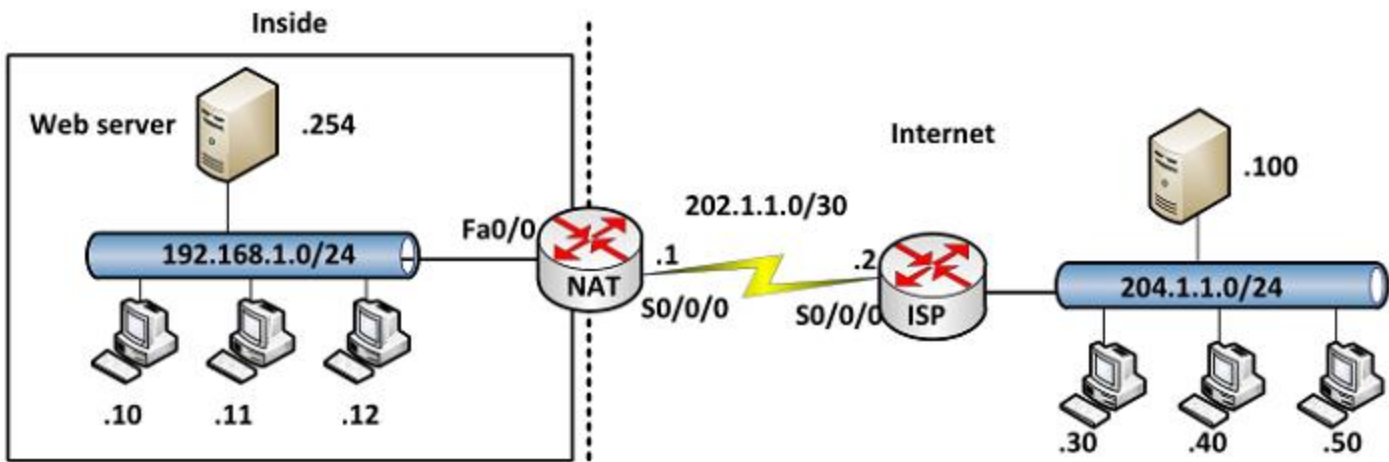 Inside
Web server
.254
Internet
.100
202.1.1.0/30
Fa0/0
192.168.1.0/24
.1
.2
NAT
204.1.1.0/24
S0/0/0
S0/0/0
ISP
.10
.11
.12
.30
.40
.50